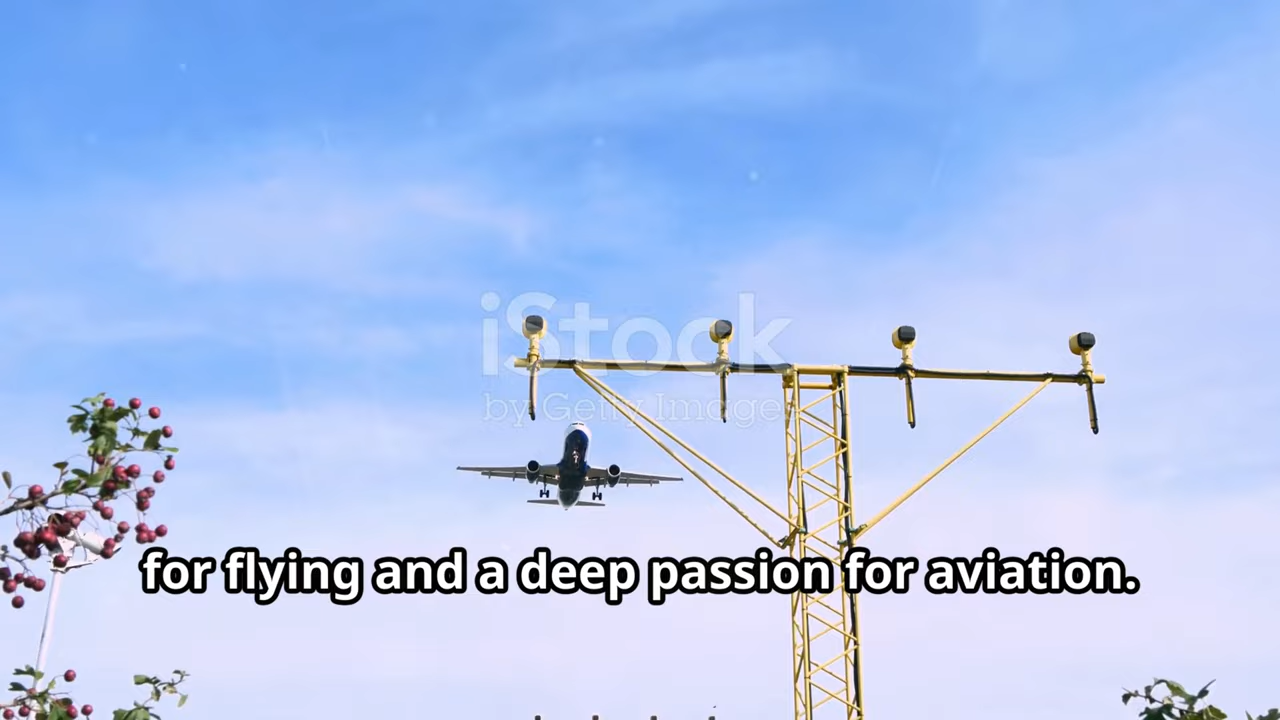 iStock
by Getty Images
for flying and a deep passion for aviation.